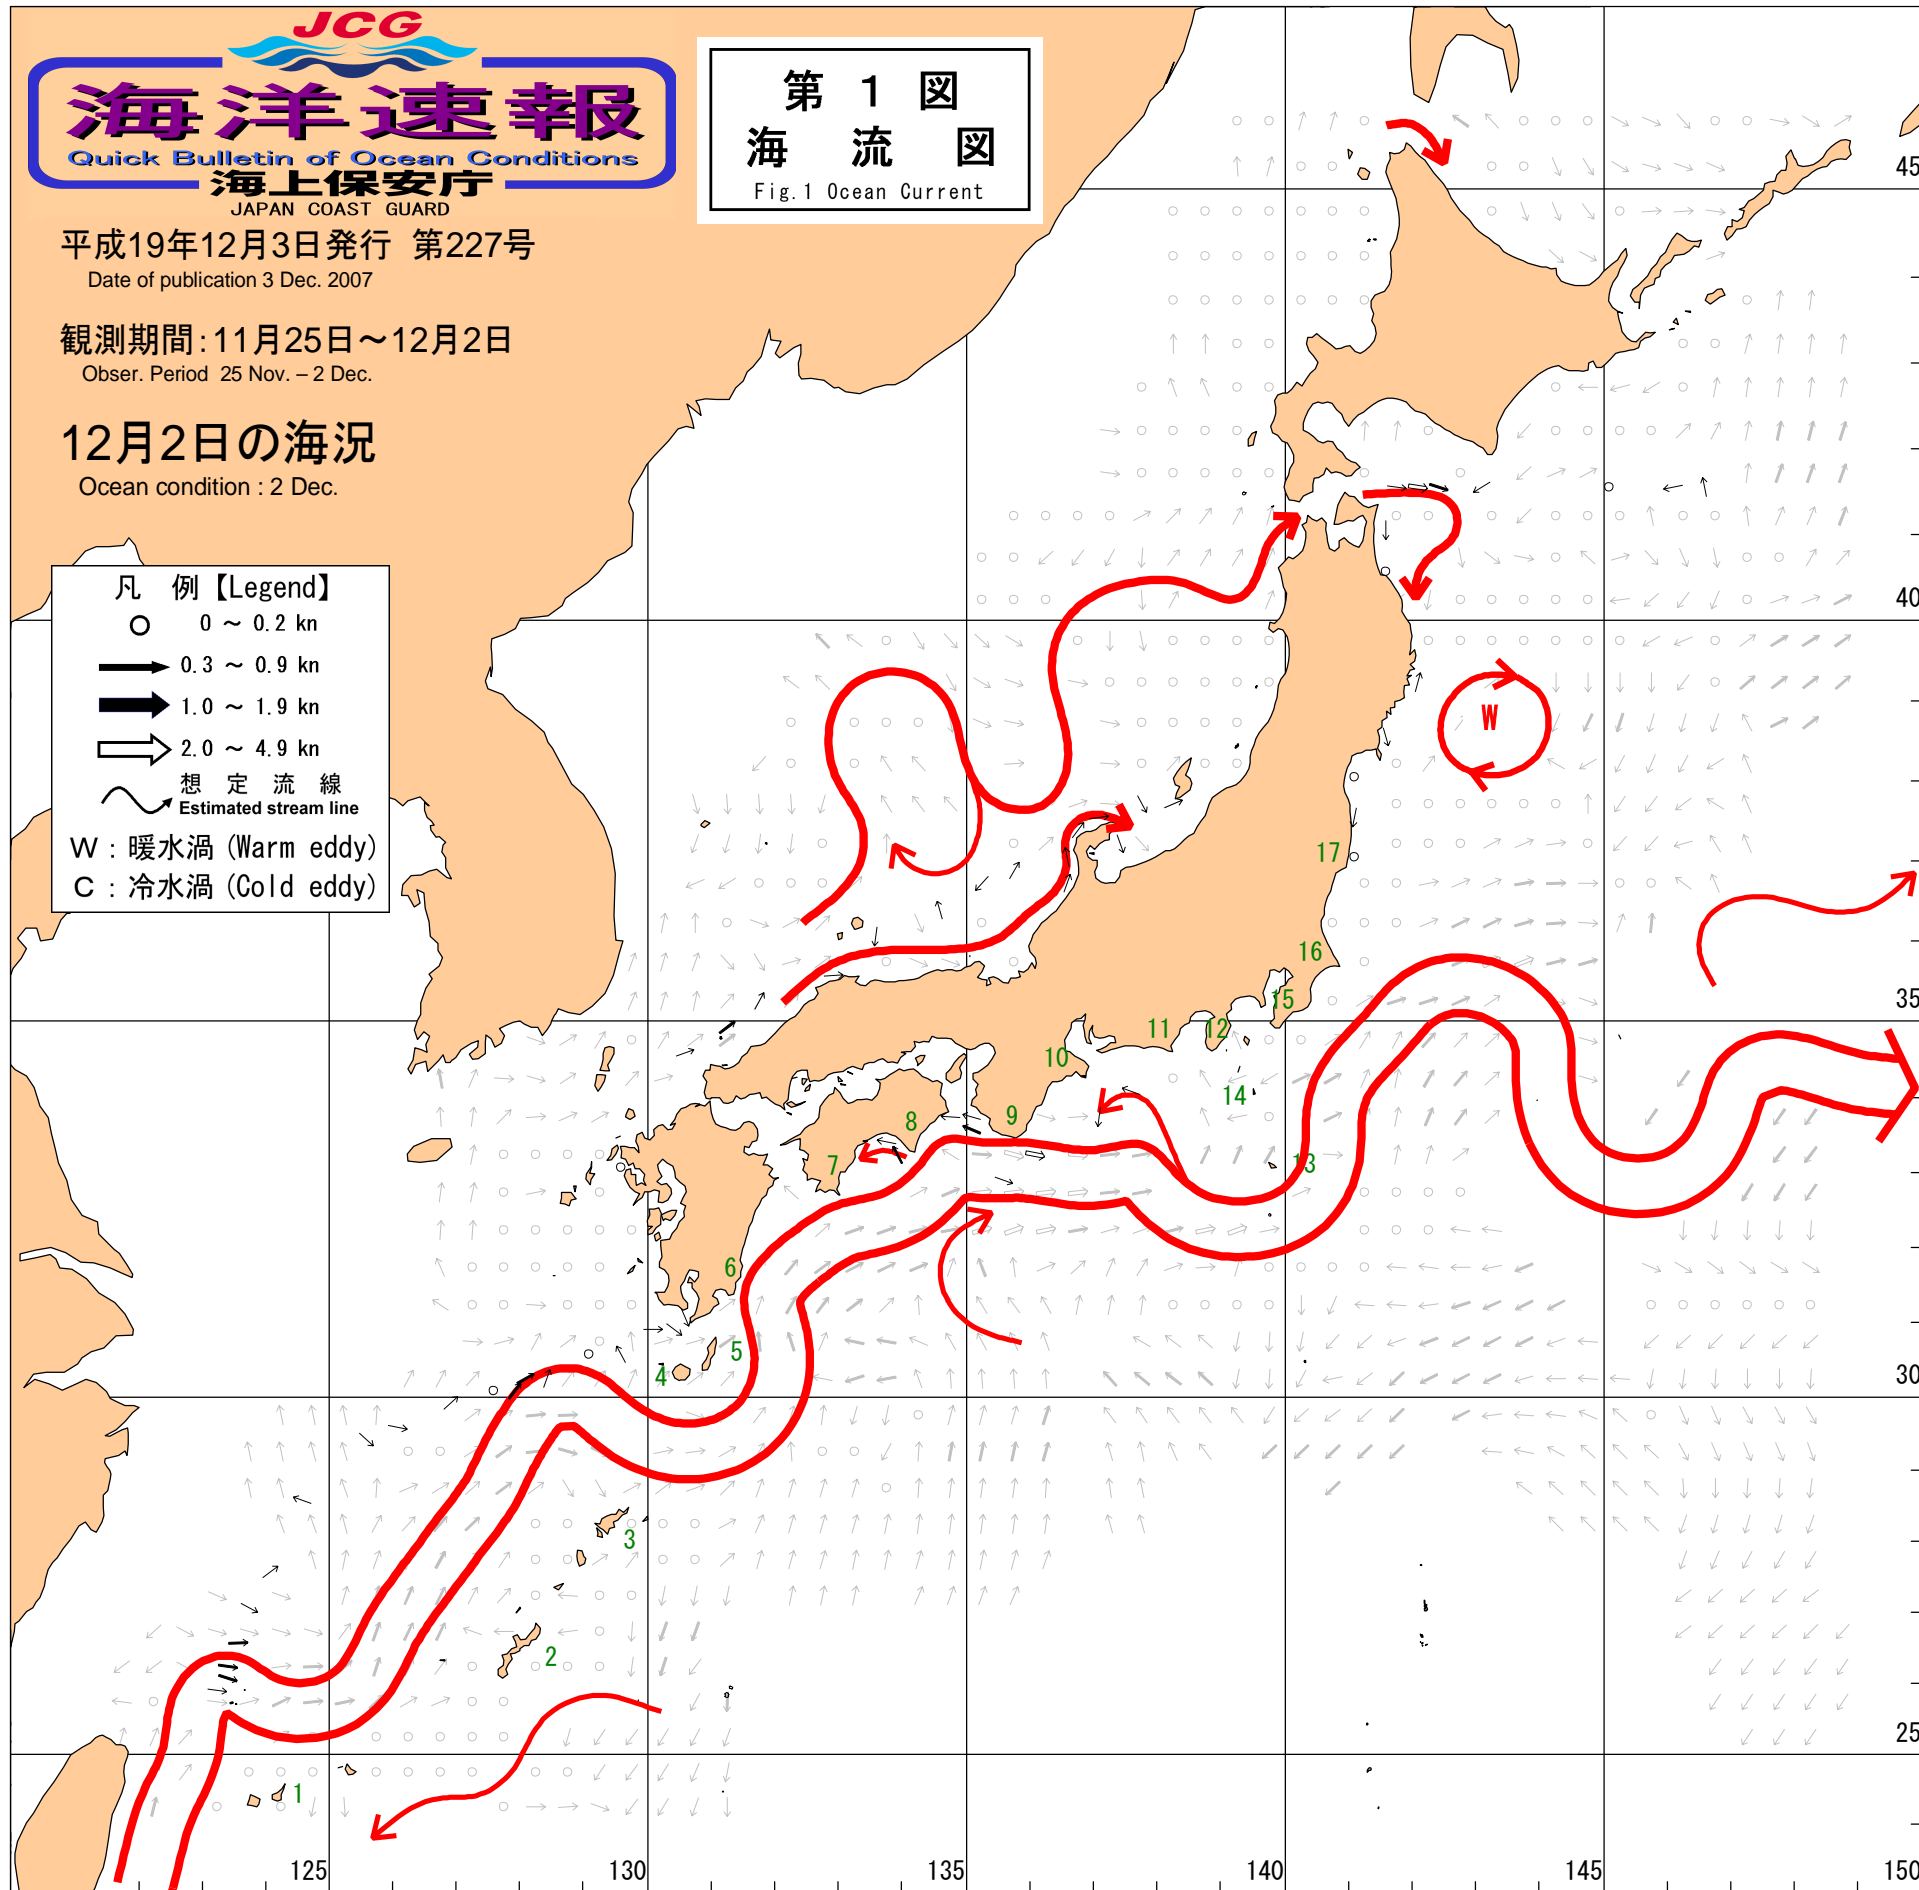 JCG
海洋速報
Quick Bulletin of Ocean Conditions
海上保安庁
JAPAN COAST GUARD
第 1 図
海 流 図
Fig.1 Ocean Current
平成19年12月3日発行 第227号
Date of publication 3 Dec. 2007
観測期間:11月25日～12月2日
Obser. Period 25 Nov. – 2 Dec.
12月2日の海況
Ocean condition : 2 Dec.
凡 例【Legend】
0 ～ 0.2 kn
0.3 ～ 0.9 kn
1.0 ～ 1.9 kn
2.0 ～ 4.9 kn
想 定 流 線
Estimated stream line
W : 暖水渦 (Warm eddy)
C : 冷水渦 (Cold eddy)
45
40
W
17
16
15
35
11
12
10
14
9
8
7
13
6
5
4
30
3
2
25
1
125
130
135
140
145
150